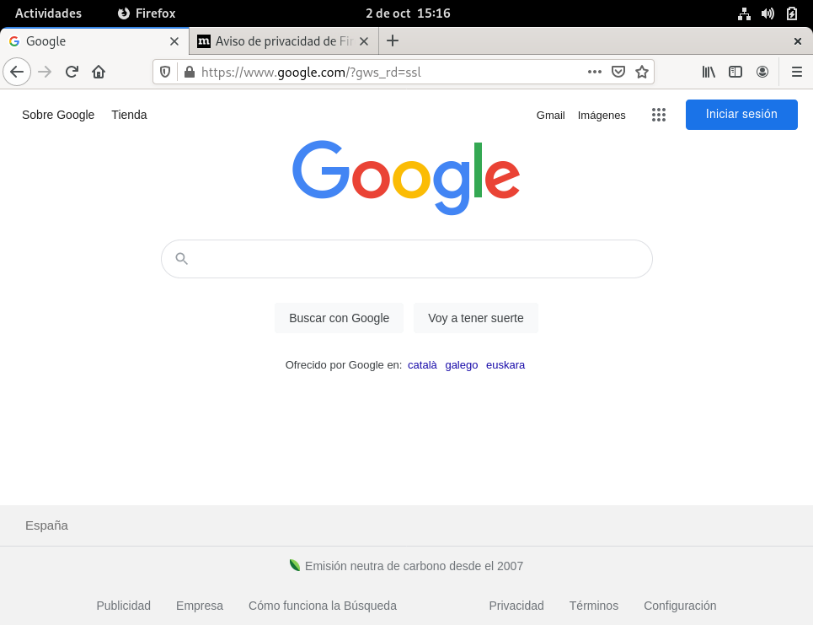 Actividades Firefox 2 de oct 15:16
Google Aviso de privacidad de Fir
https://www.google.com/?gws_rd=ssl
Sobre Google Tienda Gmail Imágenes Iniciar sesión
Google
Buscar con Google Voy a tener suerte
Ofrecido por Google en: català galego euskara
España
Emisión neutra de carbono desde el 2007
Publicidad Empresa Cómo funciona la Búsqueda Privacidad Términos Configuración